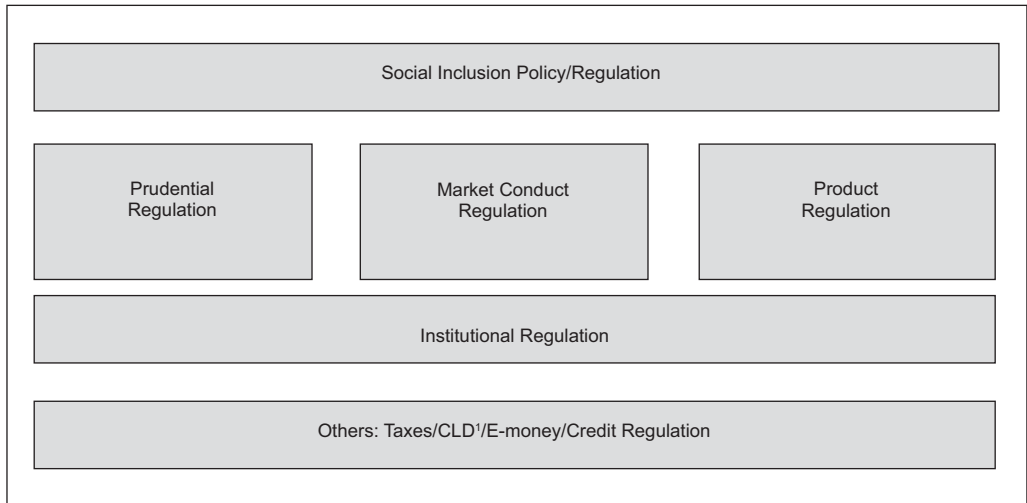 Social Inclusion Policy/Regulation
Prudential
Regulation
Market Conduct
Regulation
Product
Regulation
Institutional Regulation
Others: Taxes/CLD¹/E-money/Credit Regulation